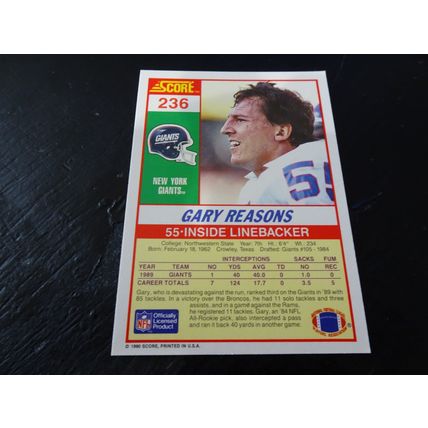 SCORE
236
GIANTS
NEW YORK
GIANTS™
55
GARY REASONS
55·INSIDE LINEBACKER
College: Northwestern State Year: 7th Ht.: 6'4" Wt.: 234
Born: February 18, 1962 Crowley, Texas Drafted: Giants #105 - 1984
INTERCEPTIONS SACKS FUM
YEAR TEAM NO YDS AVG TD NO REC
1989 GIANTS 1 40 40.0 0 1.0 0
CAREER TOTALS 7 124 17.7 0 3.5 5
Gary, who is devastating against the run, ranked third on the Giants in '89 with
85 tackles. In a victory over the Broncos, he had 11 solo tackles and three
assists, and in a game against the Rams,
he registered 11 tackles. Gary, an '84 NFL
All-Rookie pick, also intercepted a pass
and ran it back 40 yards in another game.
NFL
Officially
Licensed
Product
© 1990 SCORE, PRINTED IN U.S.A.